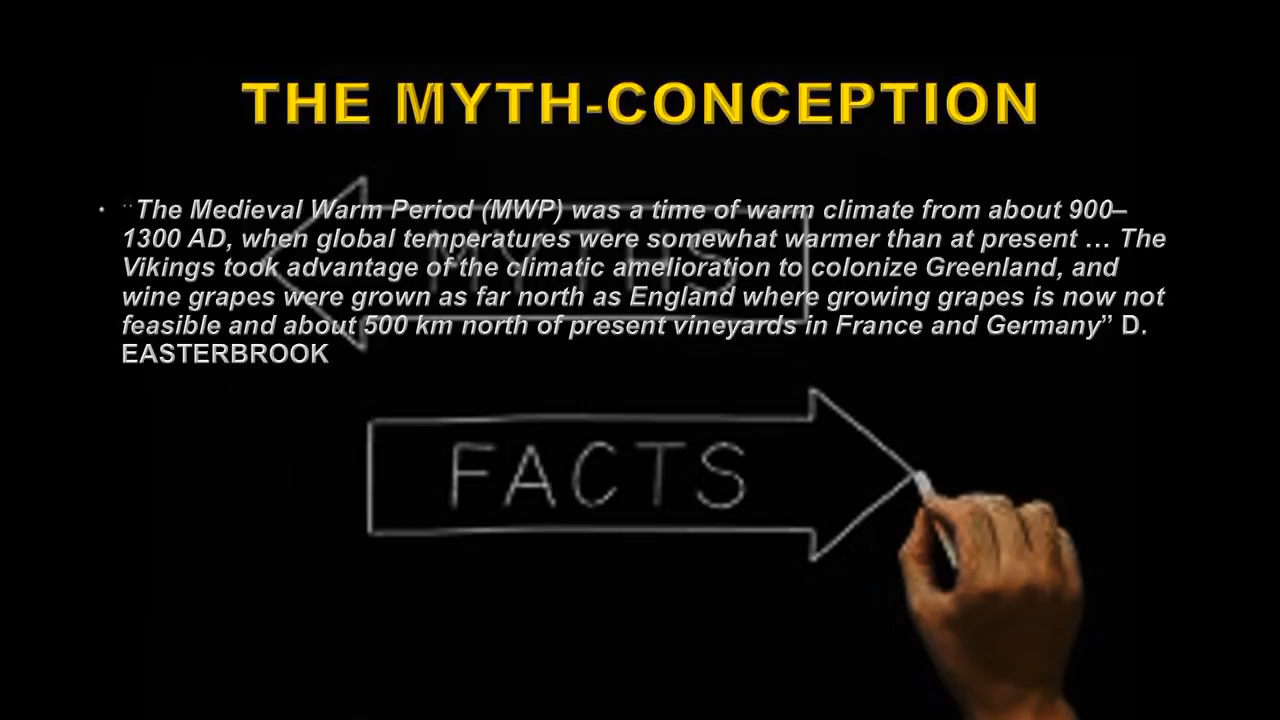 THE MYTH-CONCEPTION
• ¨The Medieval Warm Period (MWP) was a time of warm climate from about 900–
1300 AD, when global temperatures were somewhat warmer than at present … The
Vikings took advantage of the climatic amelioration to colonize Greenland, and
wine grapes were grown as far north as England where growing grapes is now not
feasible and about 500 km north of present vineyards in France and Germany” D.
EASTERBROOK
MYTHS
FACTS